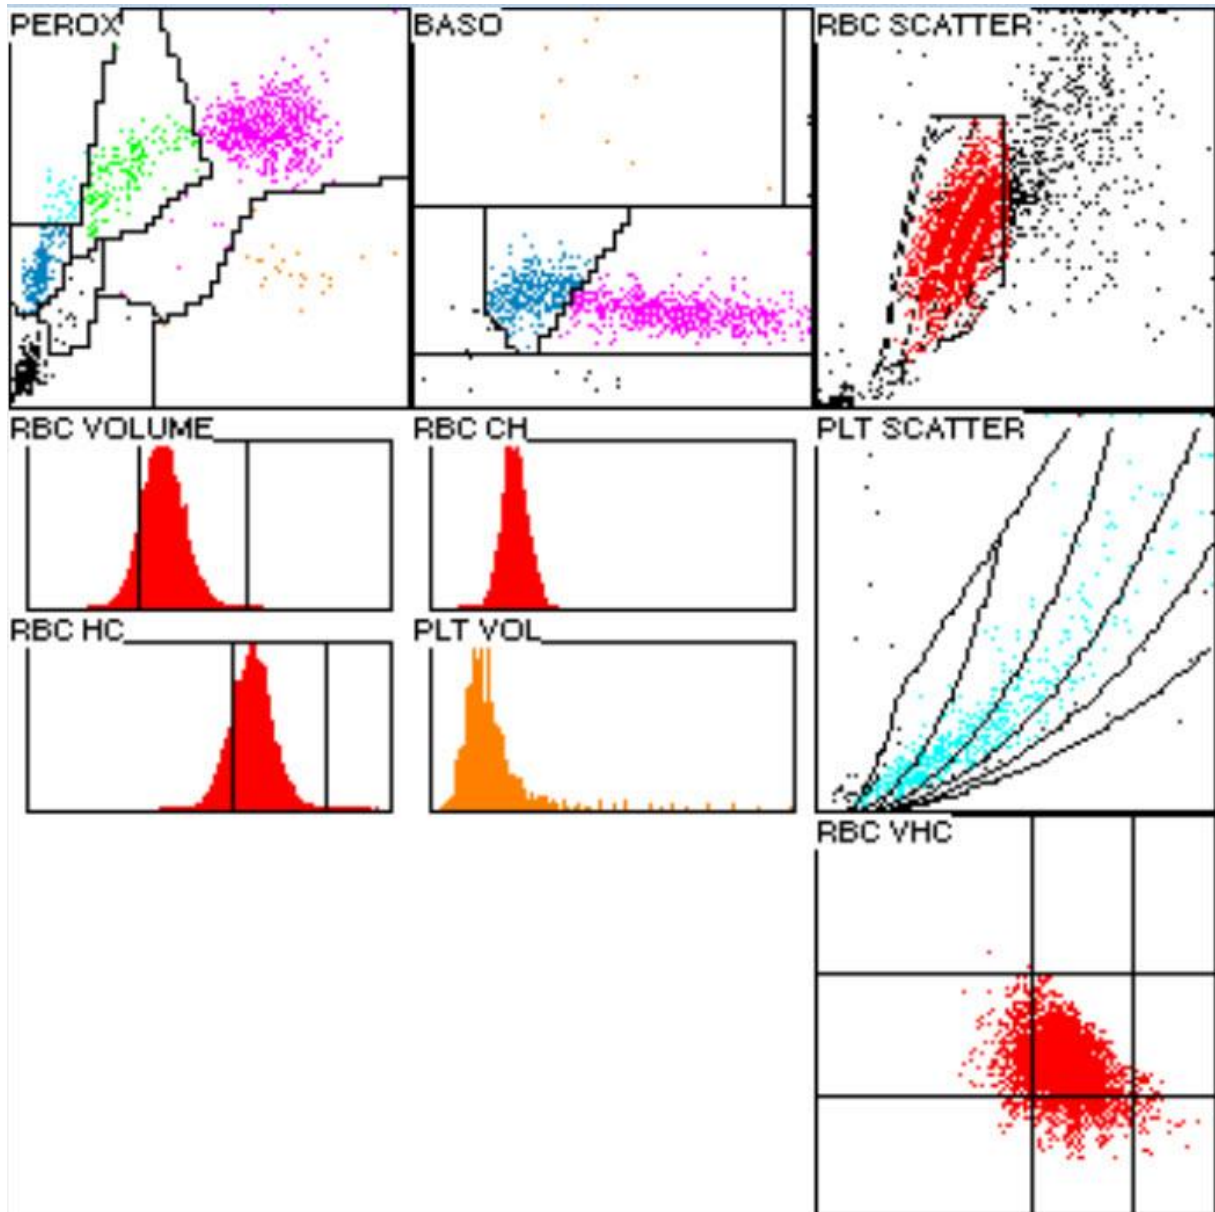 PEROX
BASO
RBC SCATTER
RBC VOLUME
RBC CH
PLT SCATTER
RBC HC
PLT VOL
RBC VHC